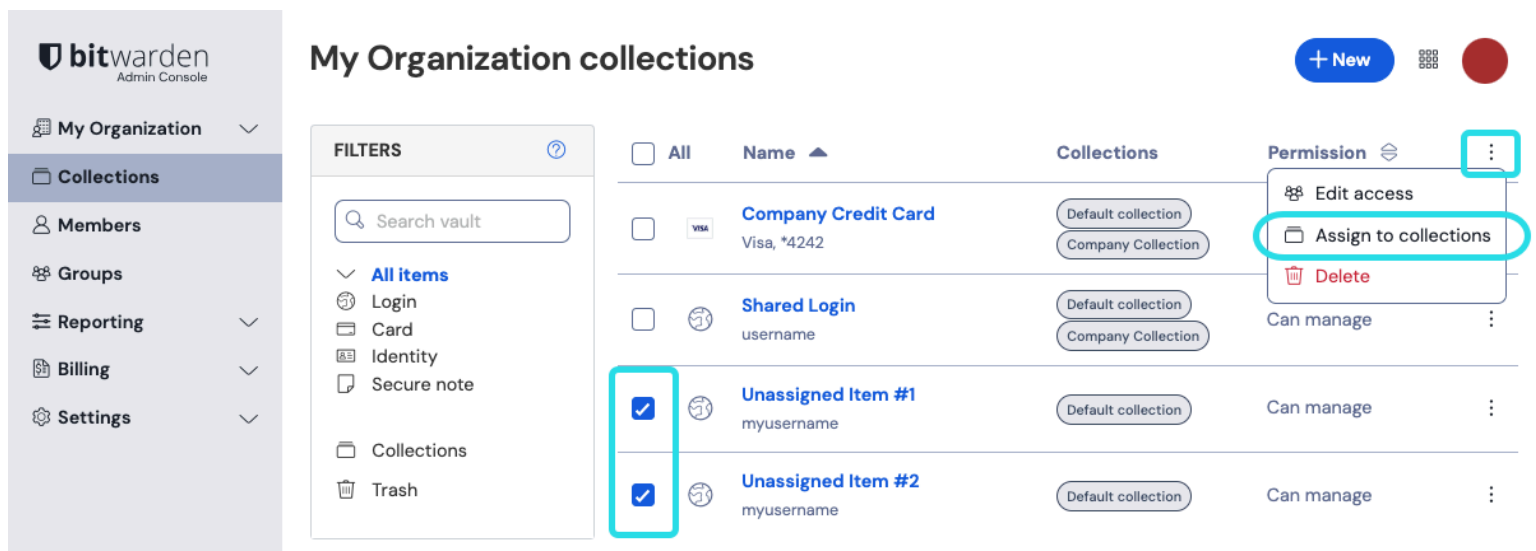 bitwarden
Admin Console
My Organization
Collections
Members
Groups
Reporting
Billing
Settings
My Organization collections
New
FILTERS
Search vault
All items
Login
Card
Identity
Secure note
Collections
Trash
All Name Collections Permission
Edit access
Assign to collections
Delete
VISA
Company Credit Card
Visa, *4242
Default collection
Company Collection
Shared Login
username
Default collection
Company Collection
Can manage
Unassigned Item #1
myusername
Default collection
Can manage
Unassigned Item #2
myusername
Default collection
Can manage